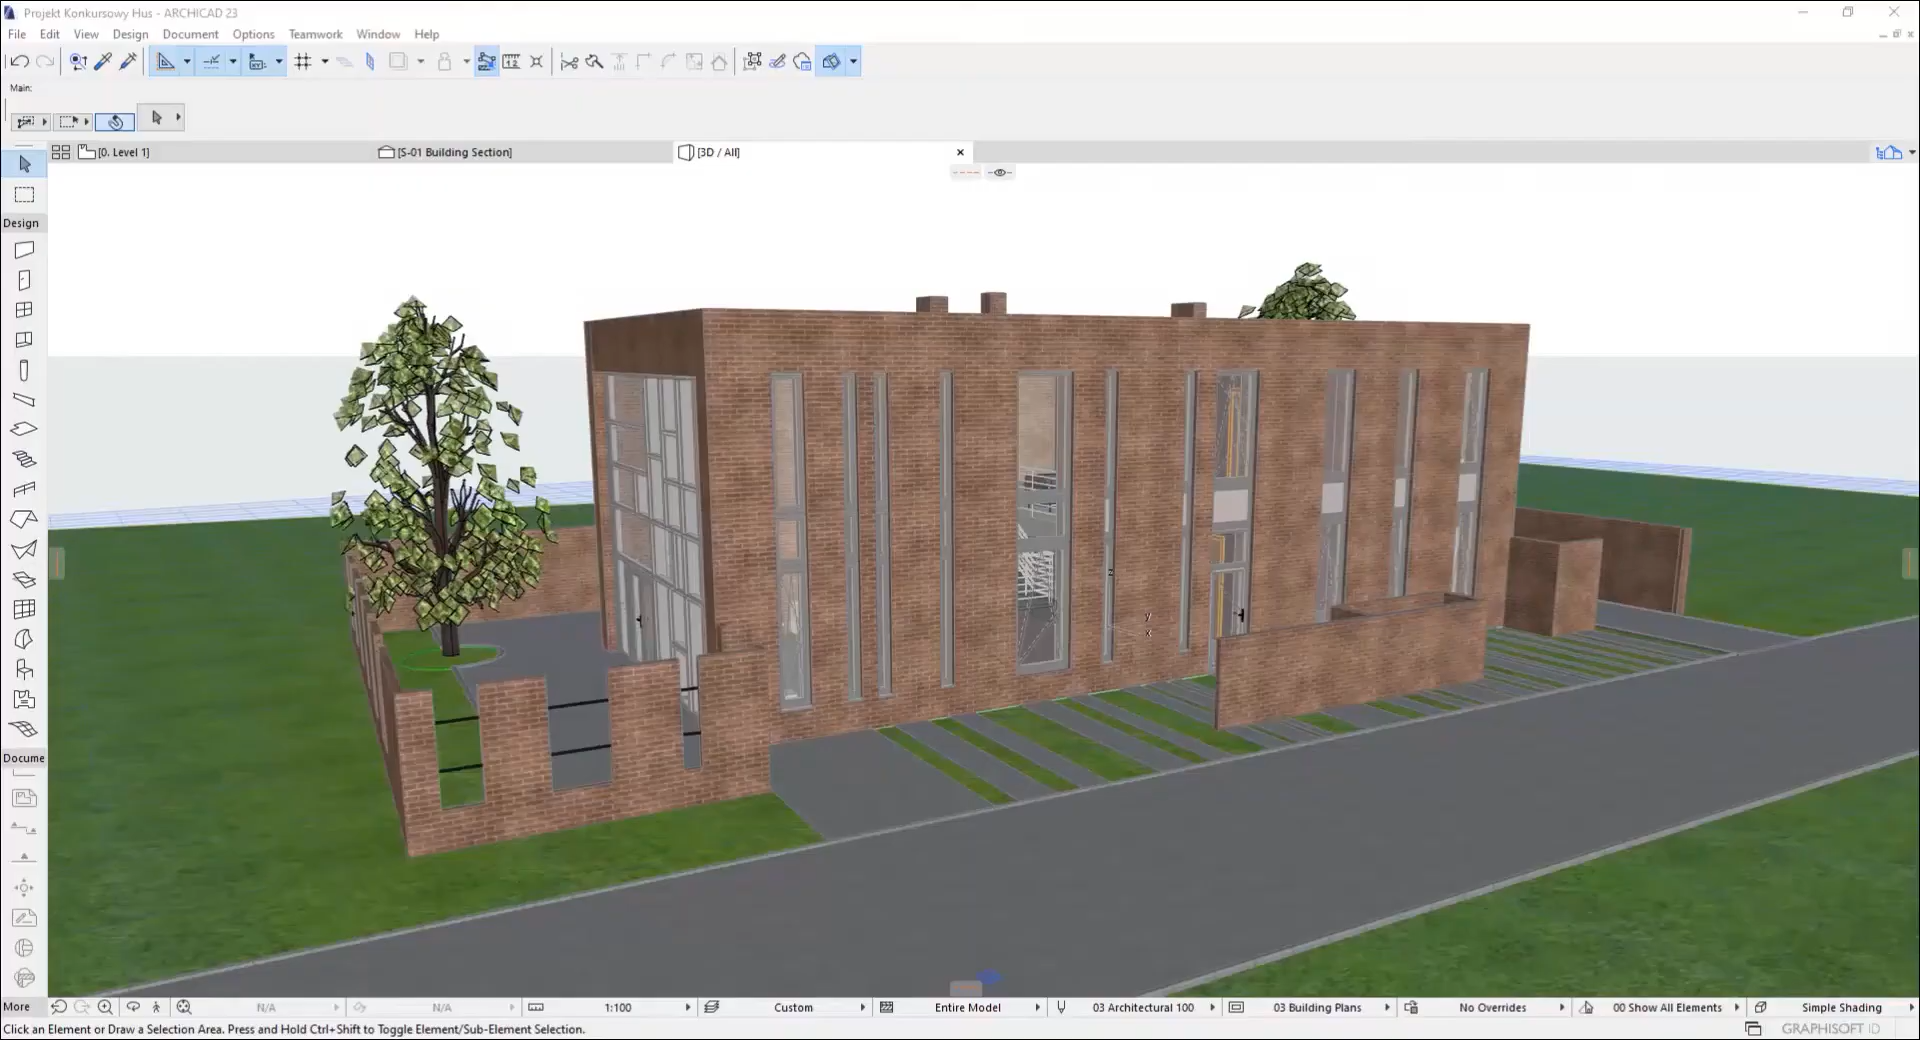 Projekt Konkursowy Hus - ARCHICAD 23
File Edit View Design Document Options Teamwork Window Help
Main:
[0. Level 1] [S-01 Building Section] [3D / All]
Design
z
y
x
Docume
More N/A N/A 1:100 Custom Entire Model 03 Architectural 100 03 Building Plans No Overrides 00 Show All Elements Simple Shading
Click an Element or Draw a Selection Area. Press and Hold Ctrl+Shift to Toggle Element/Sub-Element Selection.
GRAPHISOFT ID